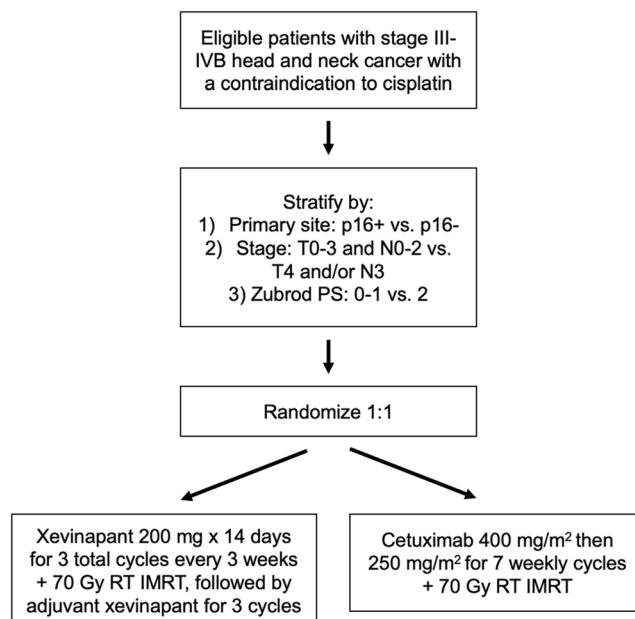 Eligible patients with stage III-
IVB head and neck cancer with
a contraindication to cisplatin
Stratify by:
1) Primary site: p16+ vs. p16-
2) Stage: T0-3 and N0-2 vs.
T4 and/or N3
3) Zubrod PS: 0-1 vs. 2
Randomize 1:1
Xevinapant 200 mg x 14 days
for 3 total cycles every 3 weeks
+ 70 Gy RT IMRT, followed by
adjuvant xevinapant for 3 cycles
Cetuximab 400 mg/m² then
250 mg/m² for 7 weekly cycles
+ 70 Gy RT IMRT